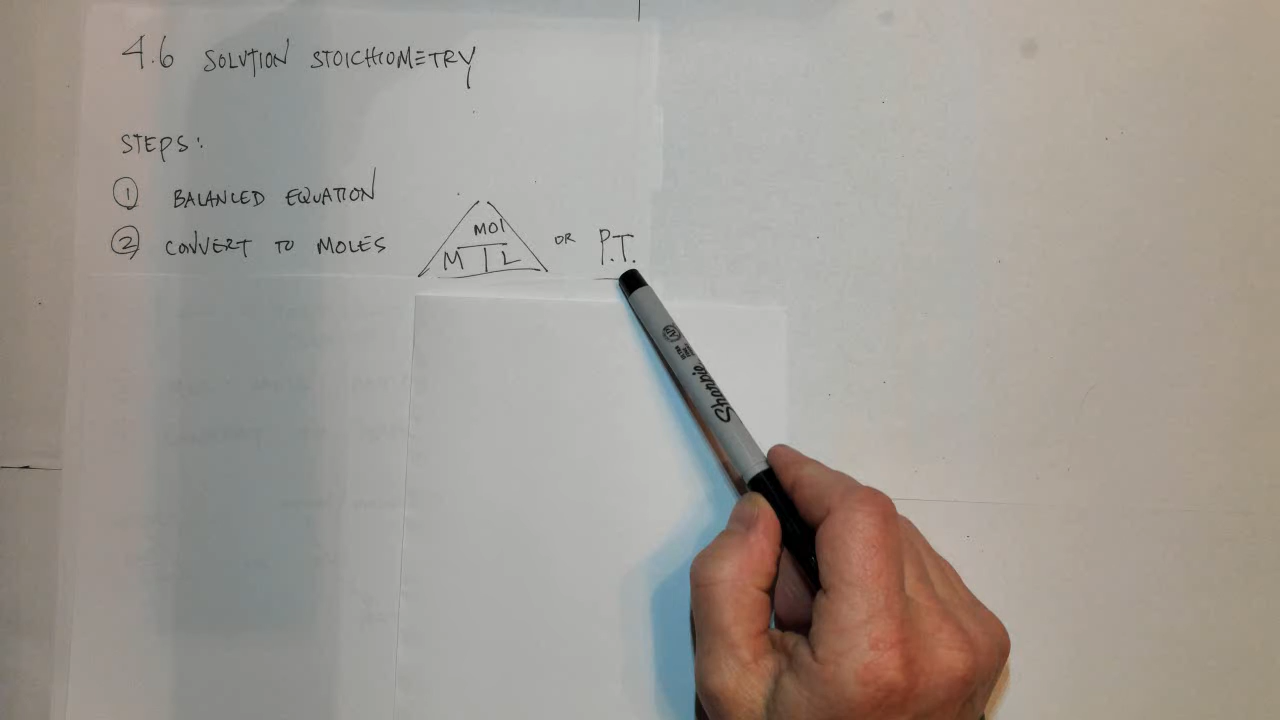 4.6 SOLUTION STOICHIOMETRY
STEPS:
① BALANCED EQUATION
② CONVERT TO MOLES
MOl
M L
OR P.T.
Sharpie